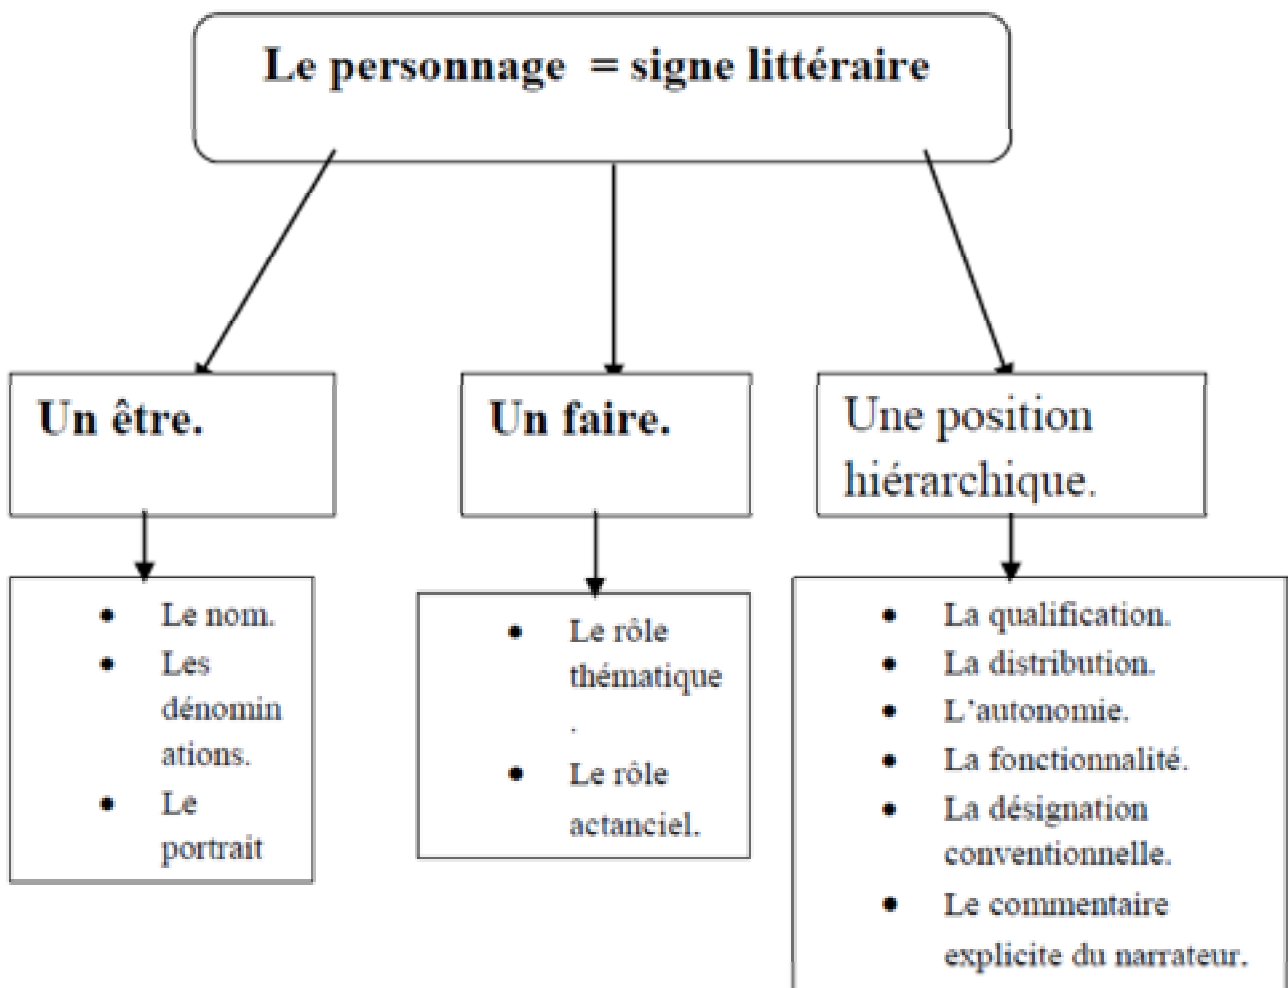 Le personnage = signe littéraire
Un être.
Un faire.
Une position
hiérarchique.
• Le nom.
• Les
dénomin
ations.
• Le
portrait
• Le rôle
thématique
.
• Le rôle
actanciel.
• La qualification.
• La distribution.
• L'autonomie.
• La fonctionnalité.
• La désignation
conventionnelle.
• Le commentaire
explicite du narrateur.